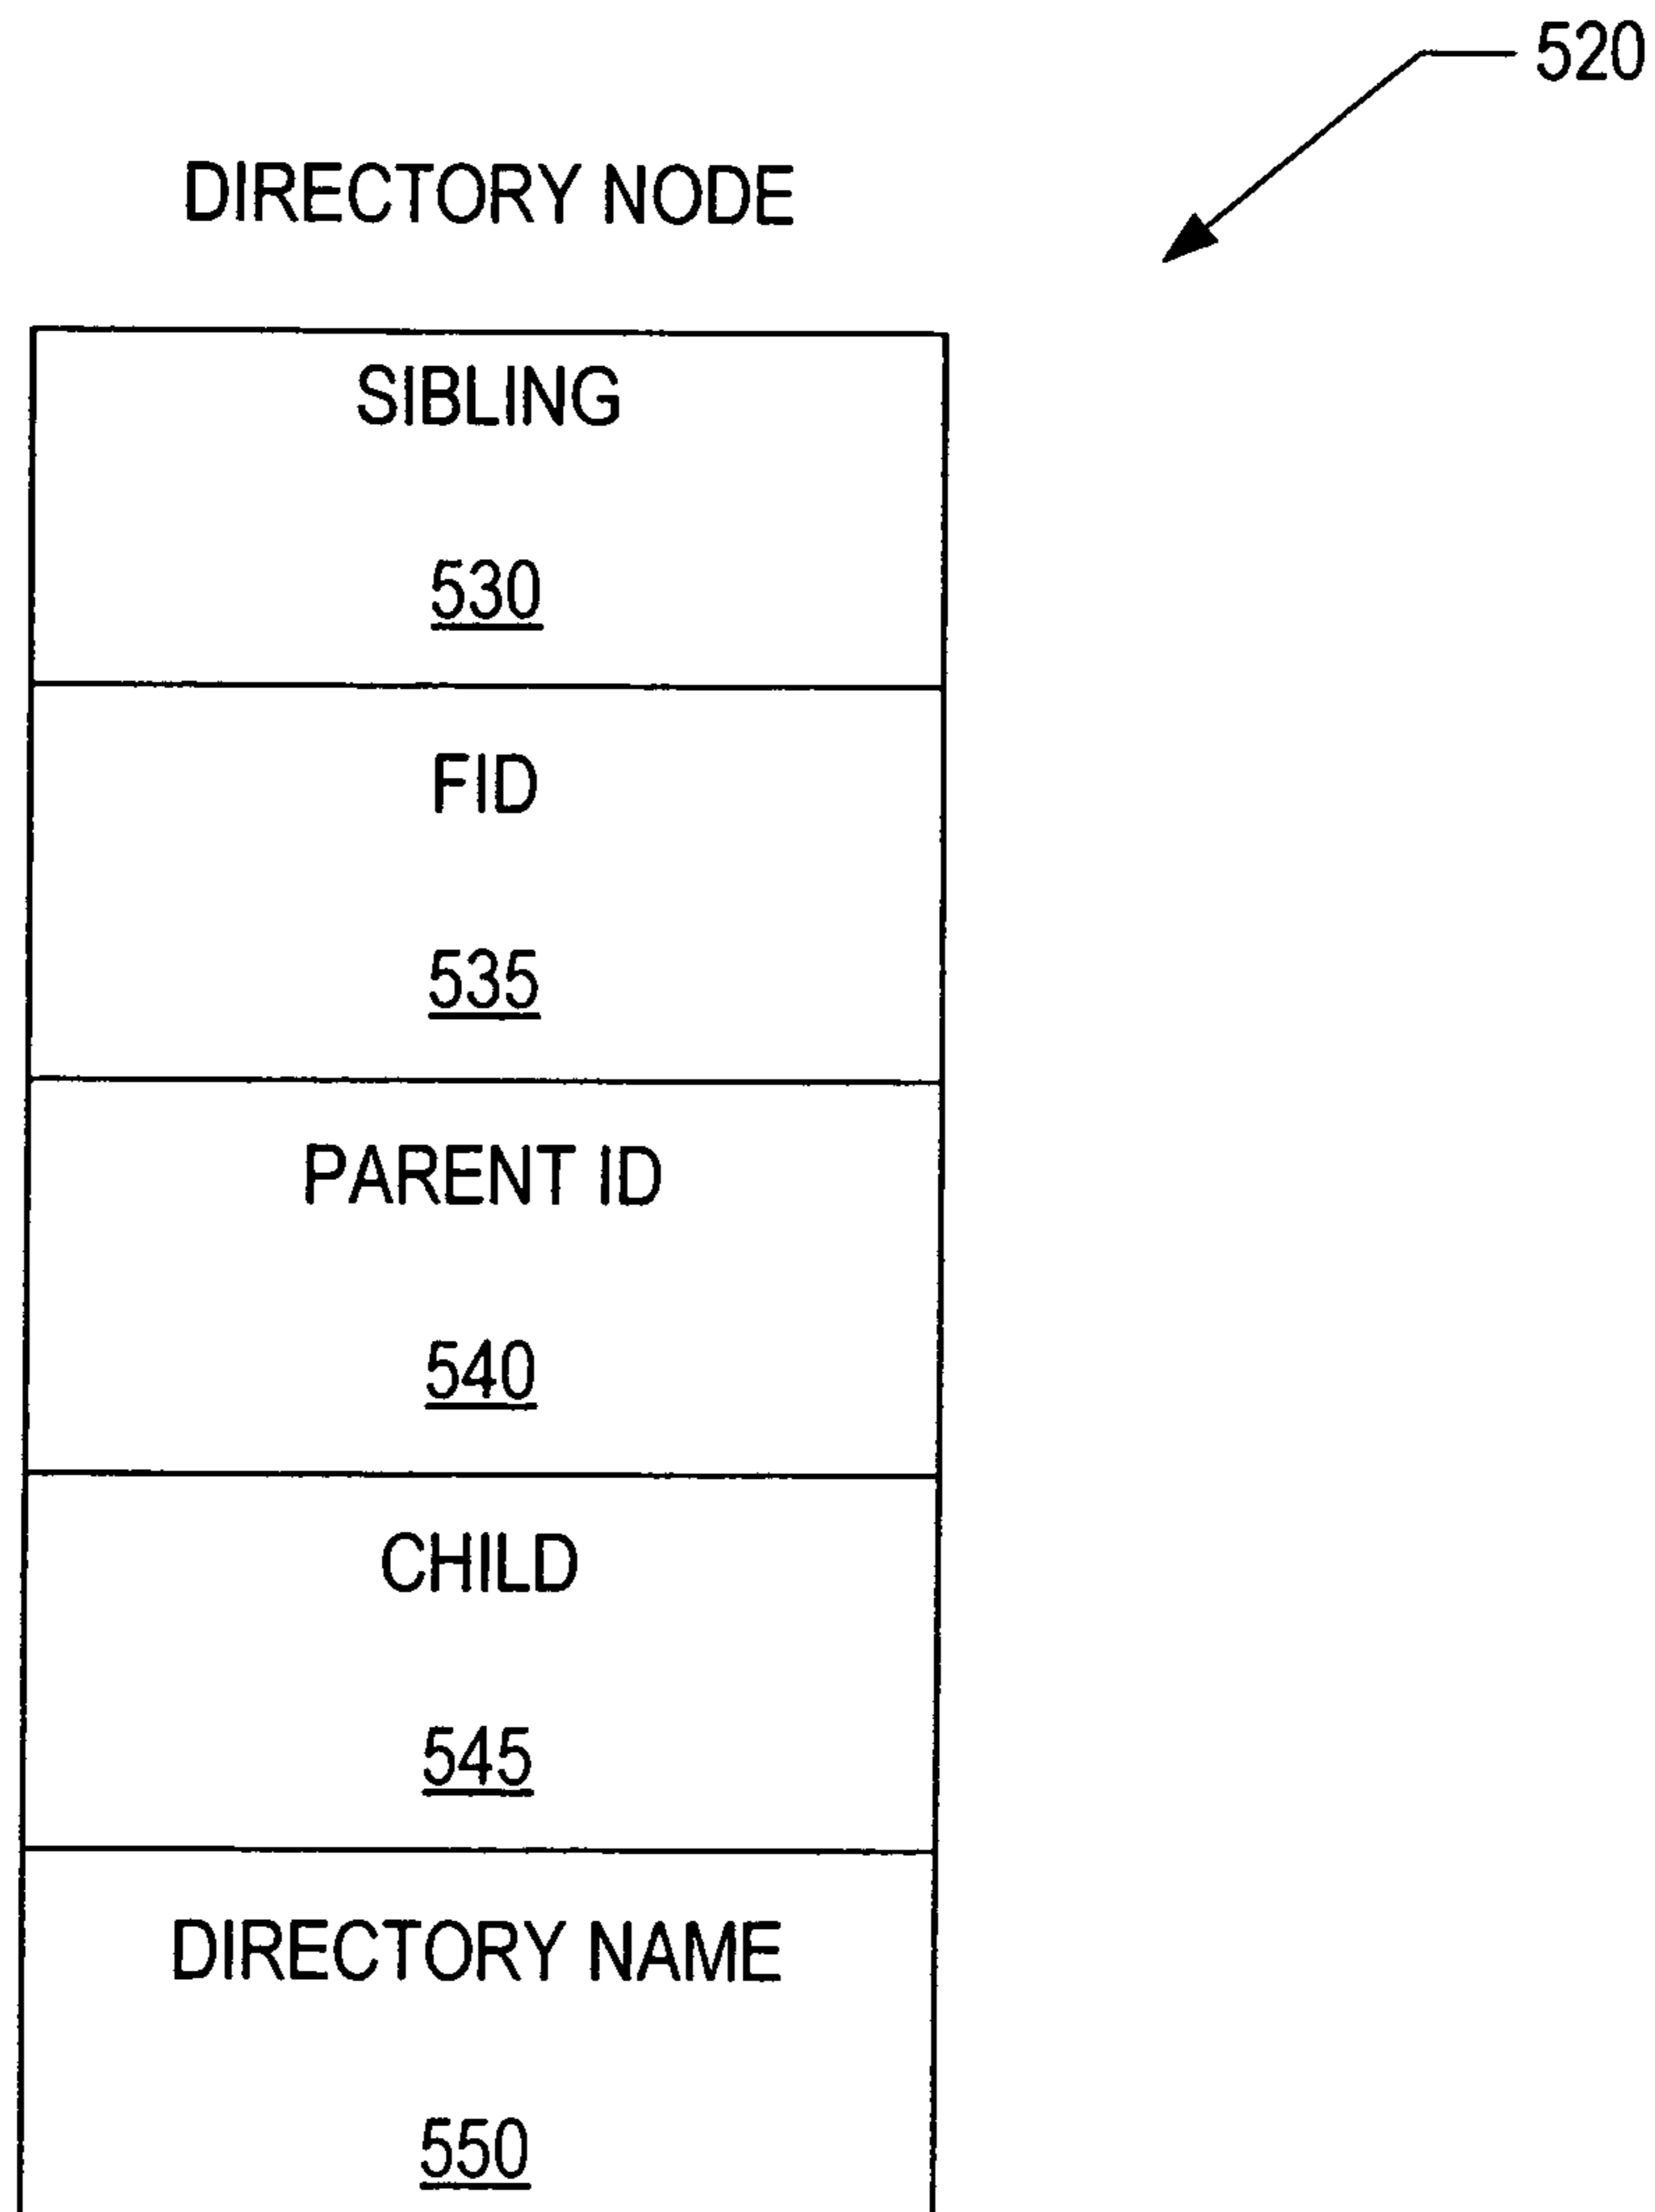 520
DIRECTORY NODE
SIBLING
530
FID
535
PARENT ID
540
CHILD
545
DIRECTORY NAME
550